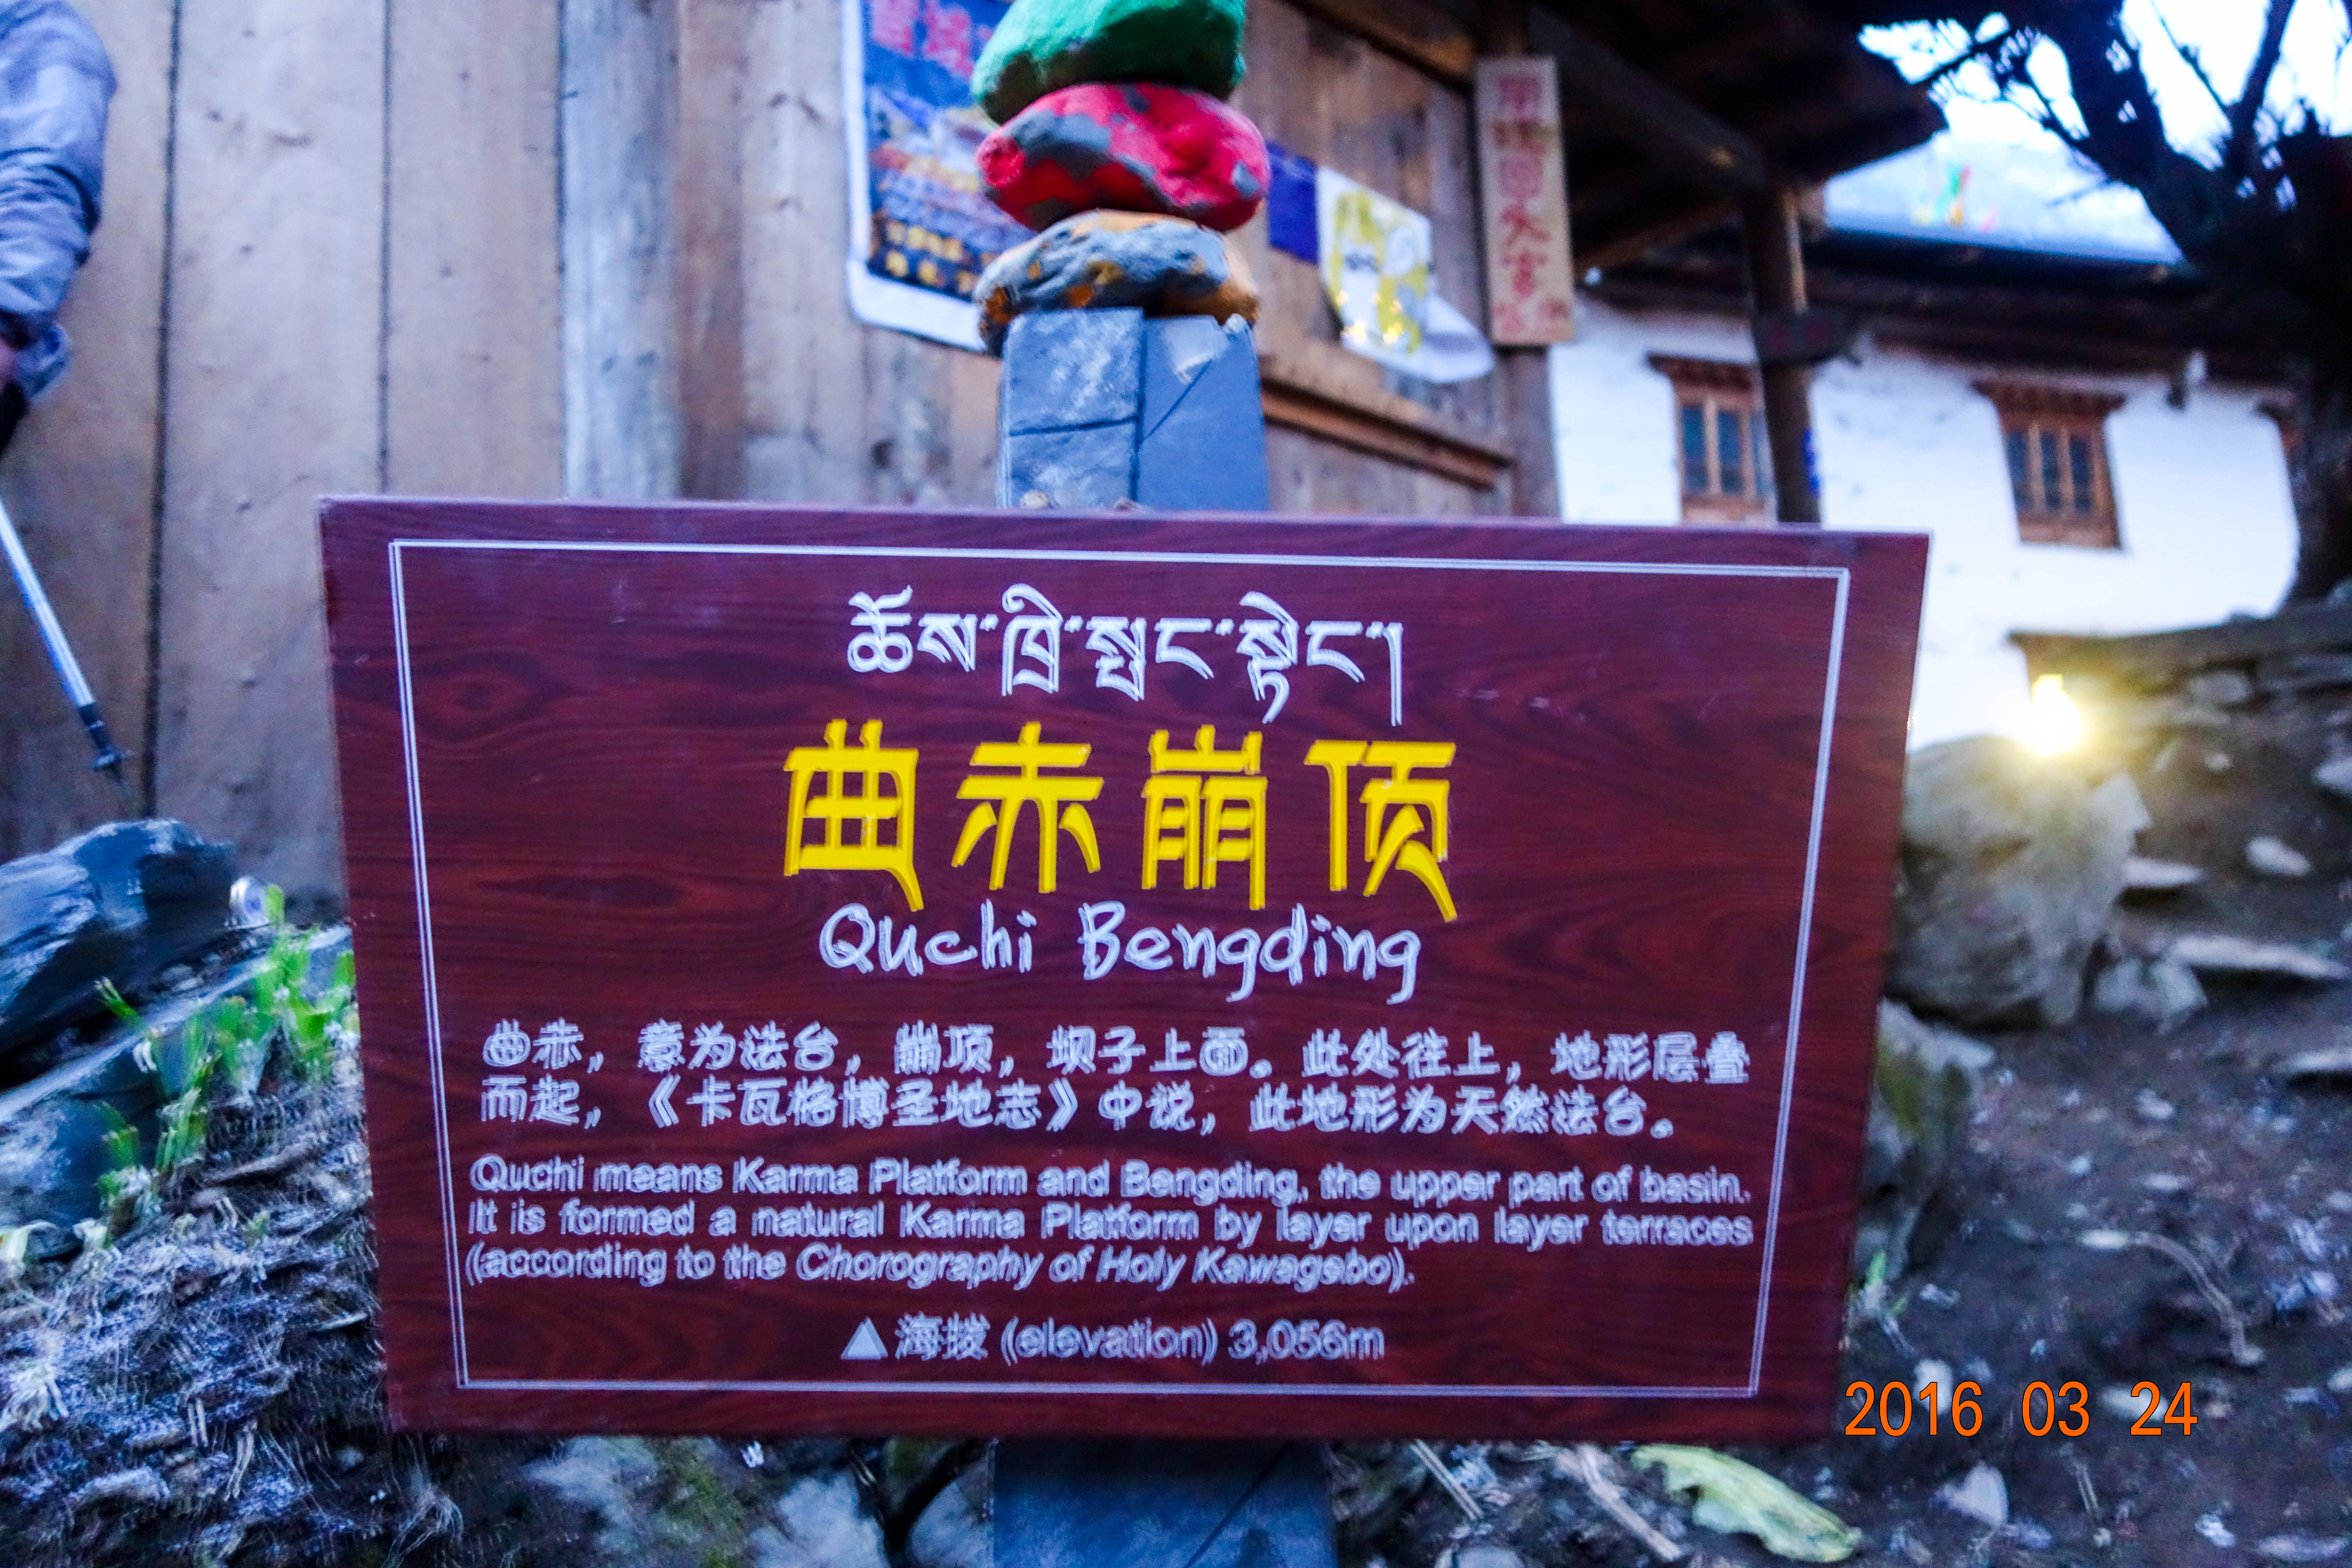 ཆོས་ཁྲི་སྤང་སྟེང་།
曲赤崩顶
Quchi Bengding
曲赤，意为法台，崩顶，坝子上面。此处往上，地形层叠
而起，《卡瓦格博圣地志》中说，此地形为天然法台。
Quchi means Karma Platform and Bengding, the upper part of basin.
It is formed a natural Karma Platform by layer upon layer terraces
(according to the Chorography of Holy Kawagebo).
▲海拔 (elevation) 3,056m
2016 03 24